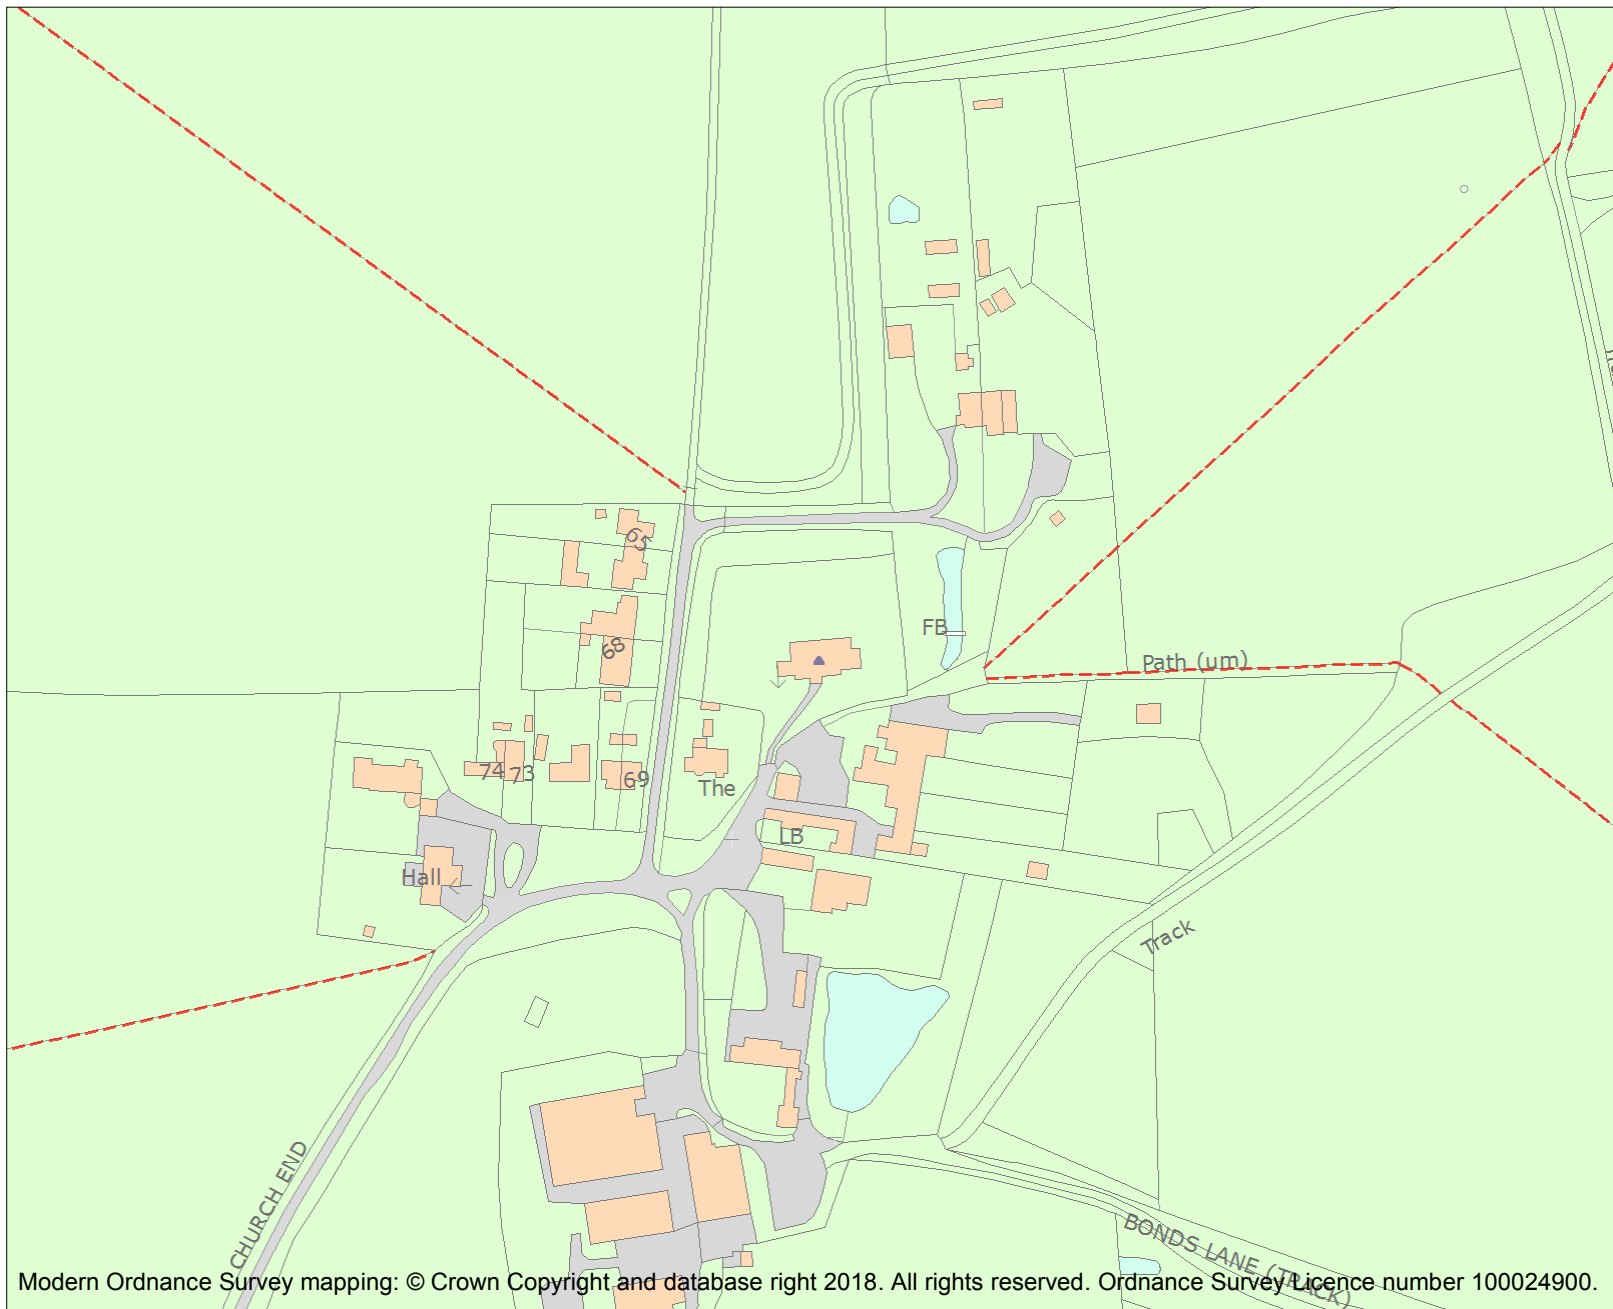 65
FB
68
Path (um)
74
73
69
The
LB
Hall
Track
CHURCH END
BONDS LANE (TRACK)
Modern Ordnance Survey mapping: © Crown Copyright and database right 2018. All rights reserved. Ordnance Survey Licence number 100024900.